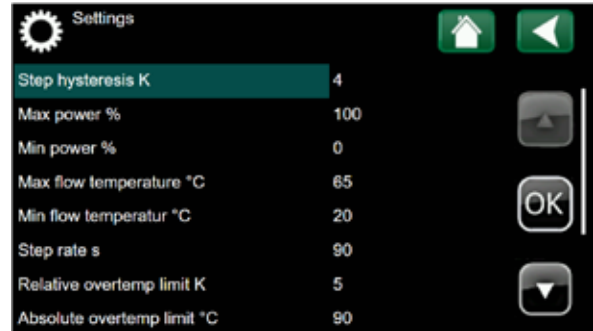 Settings
Step hysteresis K 4
Max power % 100
Min power % 0
Max flow temperature °C 65
Min flow temperatur °C 20
OK
Step rate s 90
Relative overtemp limit K 5
Absolute overtemp limit °C 90